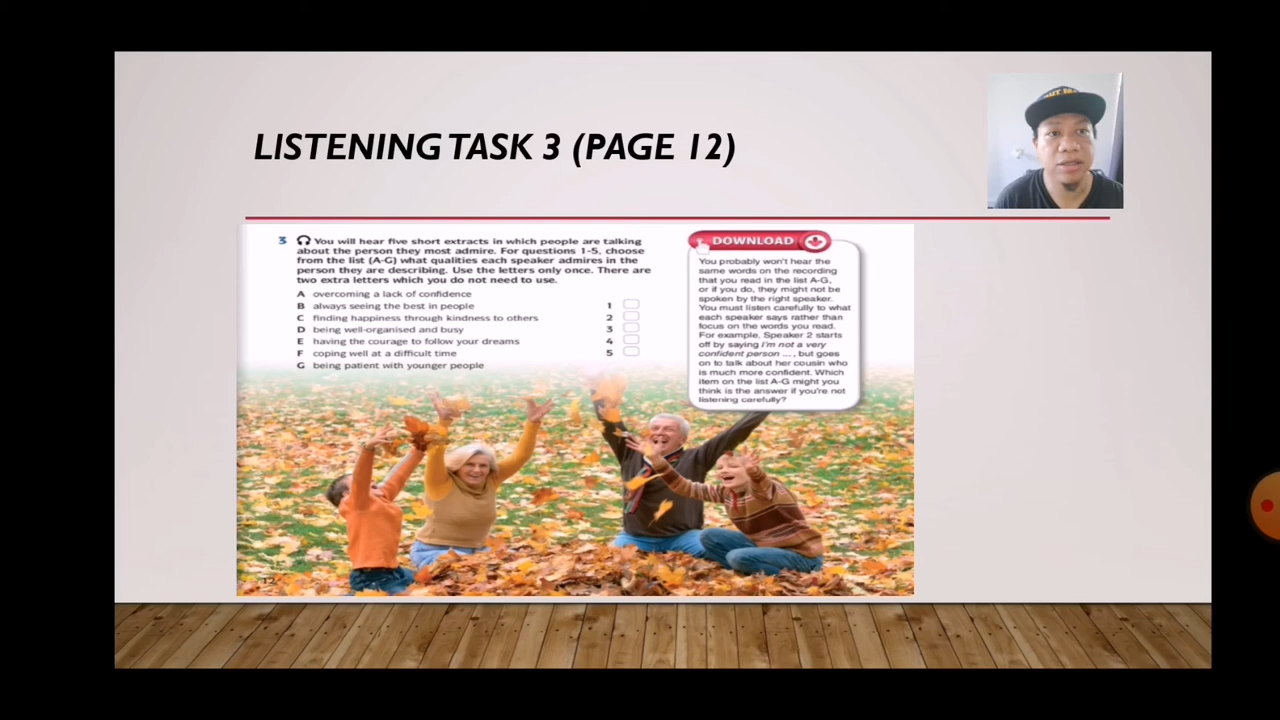 LISTENING TASK 3 (PAGE 12)
3 You will hear five short extracts in which people are talking
about the person they most admire. For questions 1-5, choose
from the list (A-G) what qualities each speaker admires in the
person they are describing. Use the letters only once. There are
two extra letters which you do not need to use.
A overcoming a lack of confidence
B always seeing the best in people 1
C finding happiness through kindness to others 2
D being well-organised and busy 3
E having the courage to follow your dreams 4
F coping well at a difficult time 5
G being patient with younger people
DOWNLOAD
You probably won't hear the
same words on the recording
that you read in the list A-G,
or if you do, they might not be
spoken by the right speaker.
You must listen carefully to what
each speaker says rather than
focus on the words you read.
For example, Speaker 2 starts
off by saying I'm not a very
confident person ..., but goes
on to talk about her cousin who
is much more confident. Which
item on the list A-G might you
think is the answer if you're not
listening carefully?
12